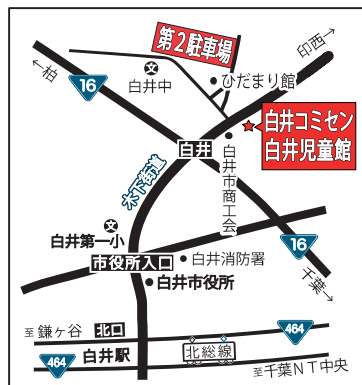 第2駐車場
印西→
←柏
16
文
白井中
ひだまり館
白井コミセン
白井児童館
白井
白井市商工会
木下街道
文
白井第一小
市役所入口
白井消防署
16
白井市役所
千葉→
至鎌ヶ谷
北口
464
464
白井駅
北総線
至千葉NT中央